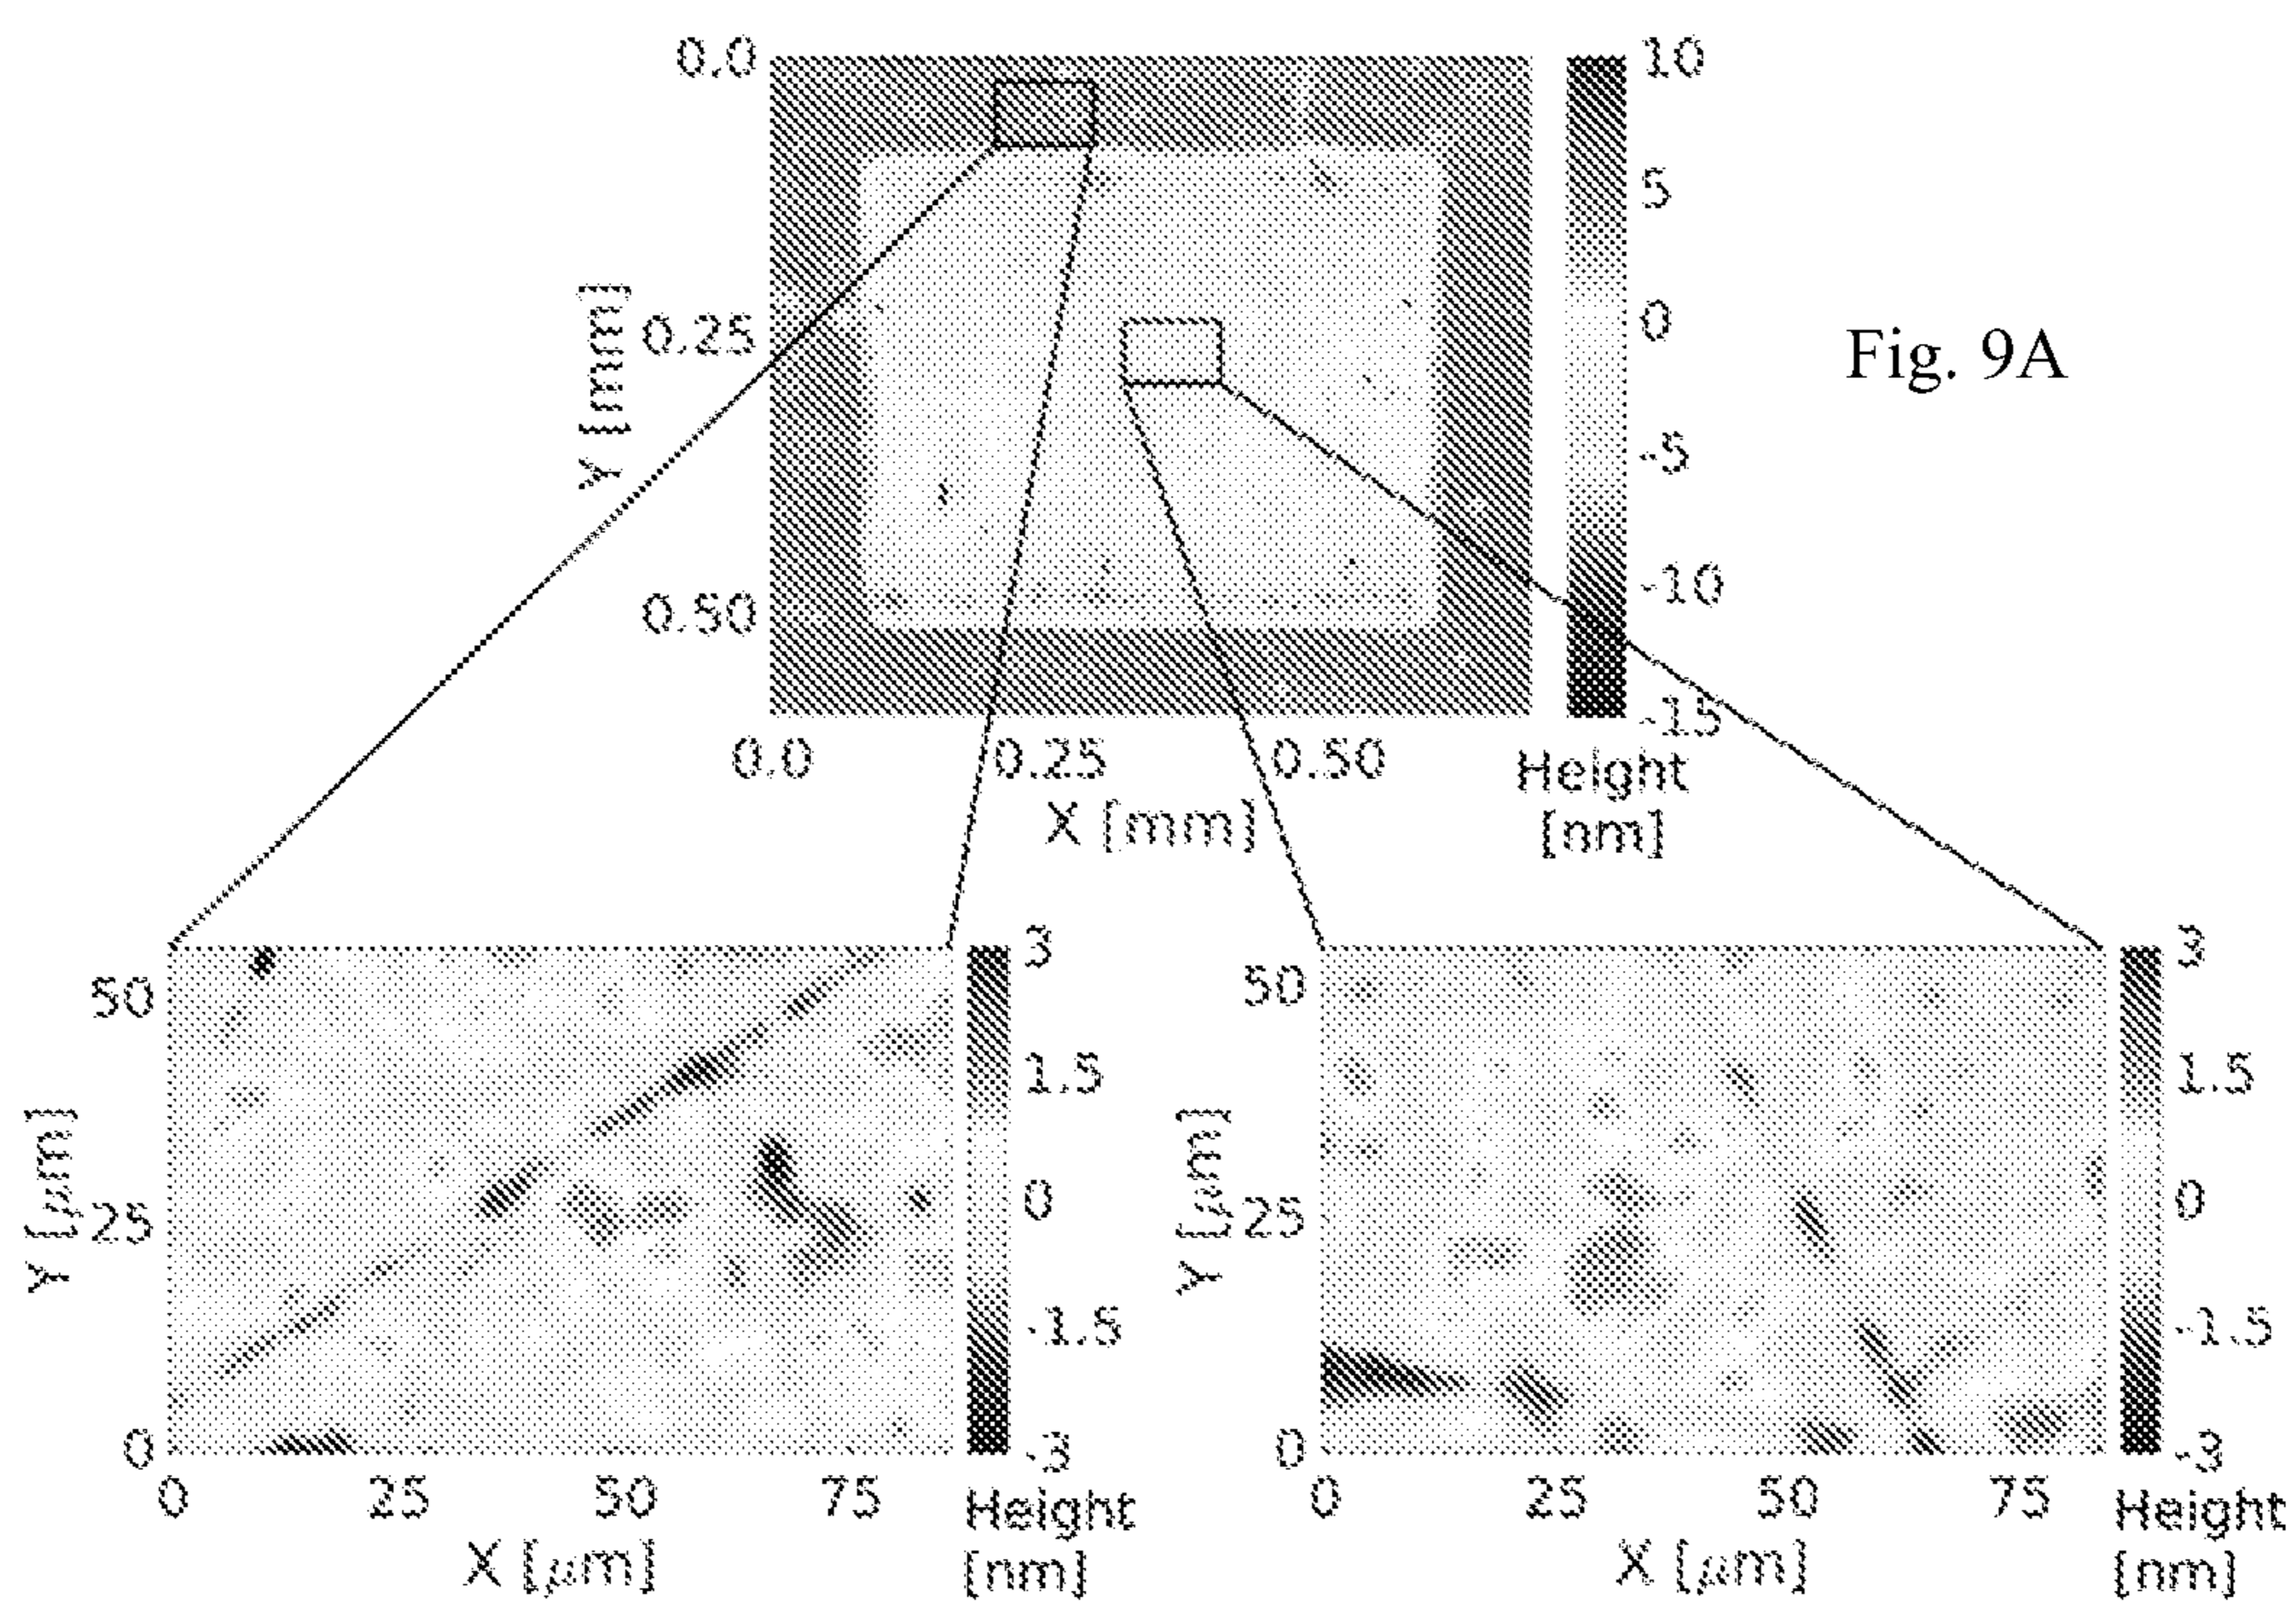 0.0
0.25
0.50
Y [mm]
0.0 0.25 0.50
X [mm]
10
5
0
-5
-10
-15
Height
[nm]
Fig. 9A
50
25
0
Y [μm]
0 25 50 75
X [μm]
3
1.5
0
-1.5
-3
Height
[nm]
50
25
0
Y [μm]
0 25 50 75
X [μm]
3
1.5
0
-1.5
-3
Height
[nm]